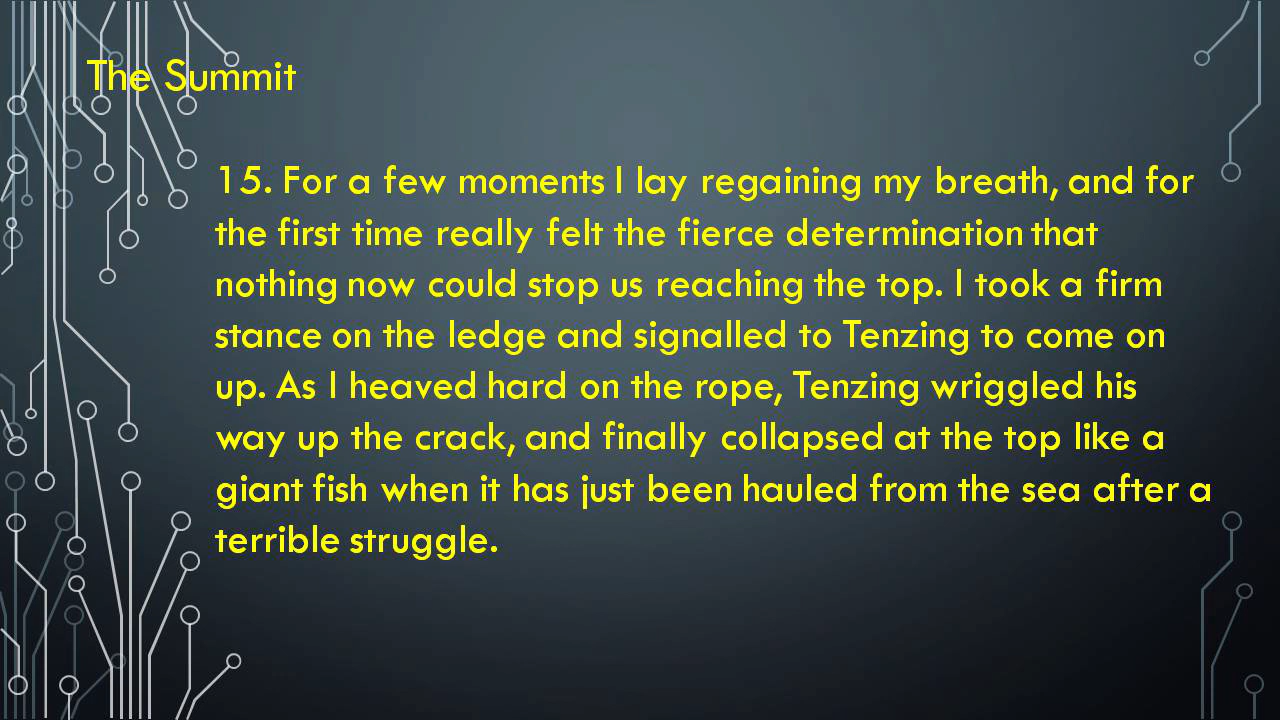 The Summit
15. For a few moments I lay regaining my breath, and for
the first time really felt the fierce determination that
nothing now could stop us reaching the top. I took a firm
stance on the ledge and signalled to Tenzing to come on
up. As I heaved hard on the rope, Tenzing wriggled his
way up the crack, and finally collapsed at the top like a
giant fish when it has just been hauled from the sea after a
terrible struggle.